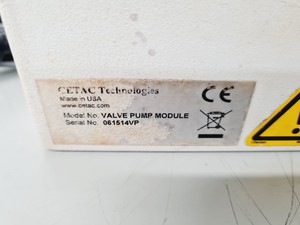 CETAC Technologies
Made in USA
www.cetac.com
CE
Model No. VALVE PUMP MODULE
Serial No. 061514VP